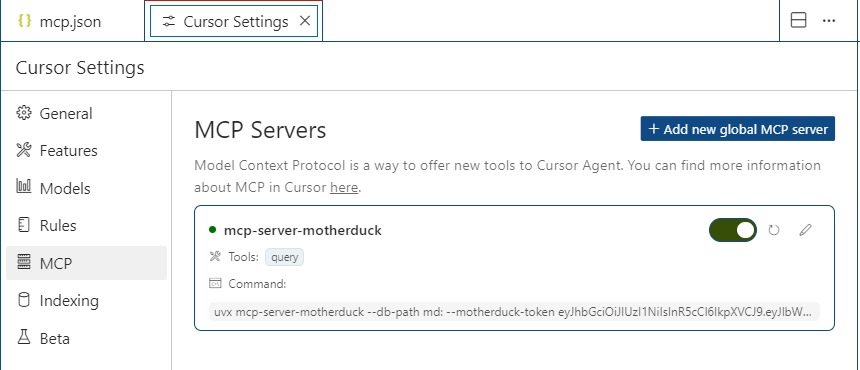 {} mcp.json
Cursor Settings
Cursor Settings
General
Features
Models
Rules
MCP
Indexing
Beta
MCP Servers
+ Add new global MCP server
Model Context Protocol is a way to offer new tools to Cursor Agent. You can find more information
about MCP in Cursor here.
mcp-server-motherduck
Tools: query
Command:
uvx mcp-server-motherduck --db-path md: --motherduck-token eyJhbGciOiJIUzI1NiIsInR5cCI6IkpXVCJ9.eyJlbW...